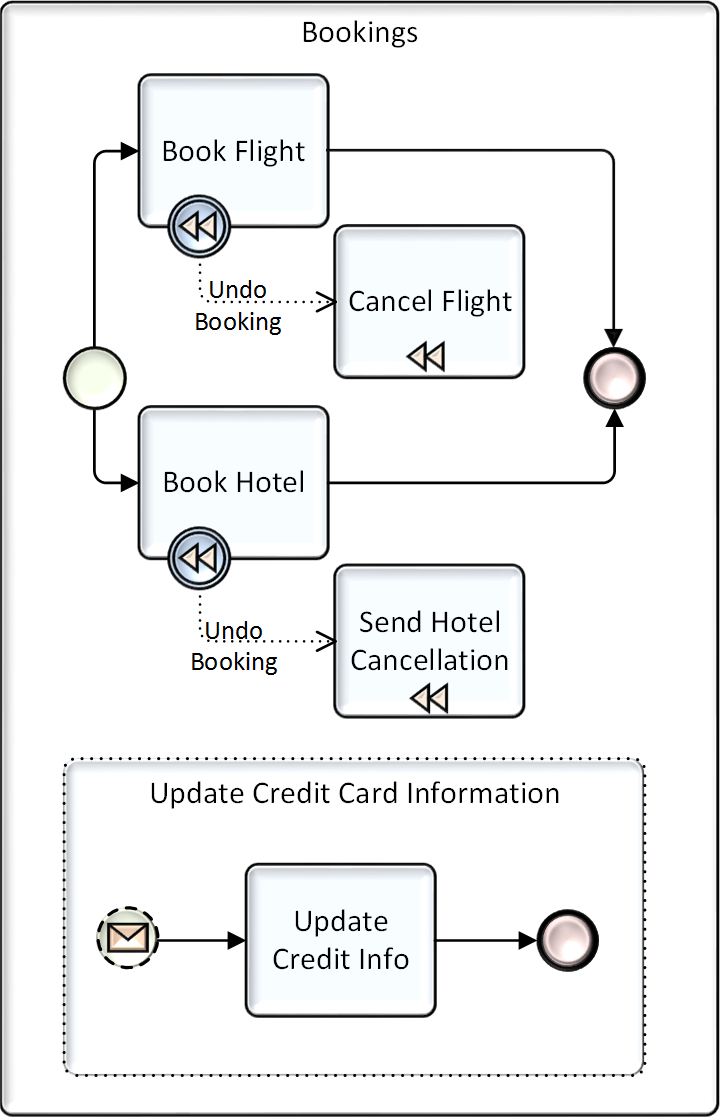 Bookings
Book Flight
Undo
Booking
Cancel Flight
Book Hotel
Undo
Booking
Send Hotel
Cancellation
Update Credit Card Information
Update
Credit Info